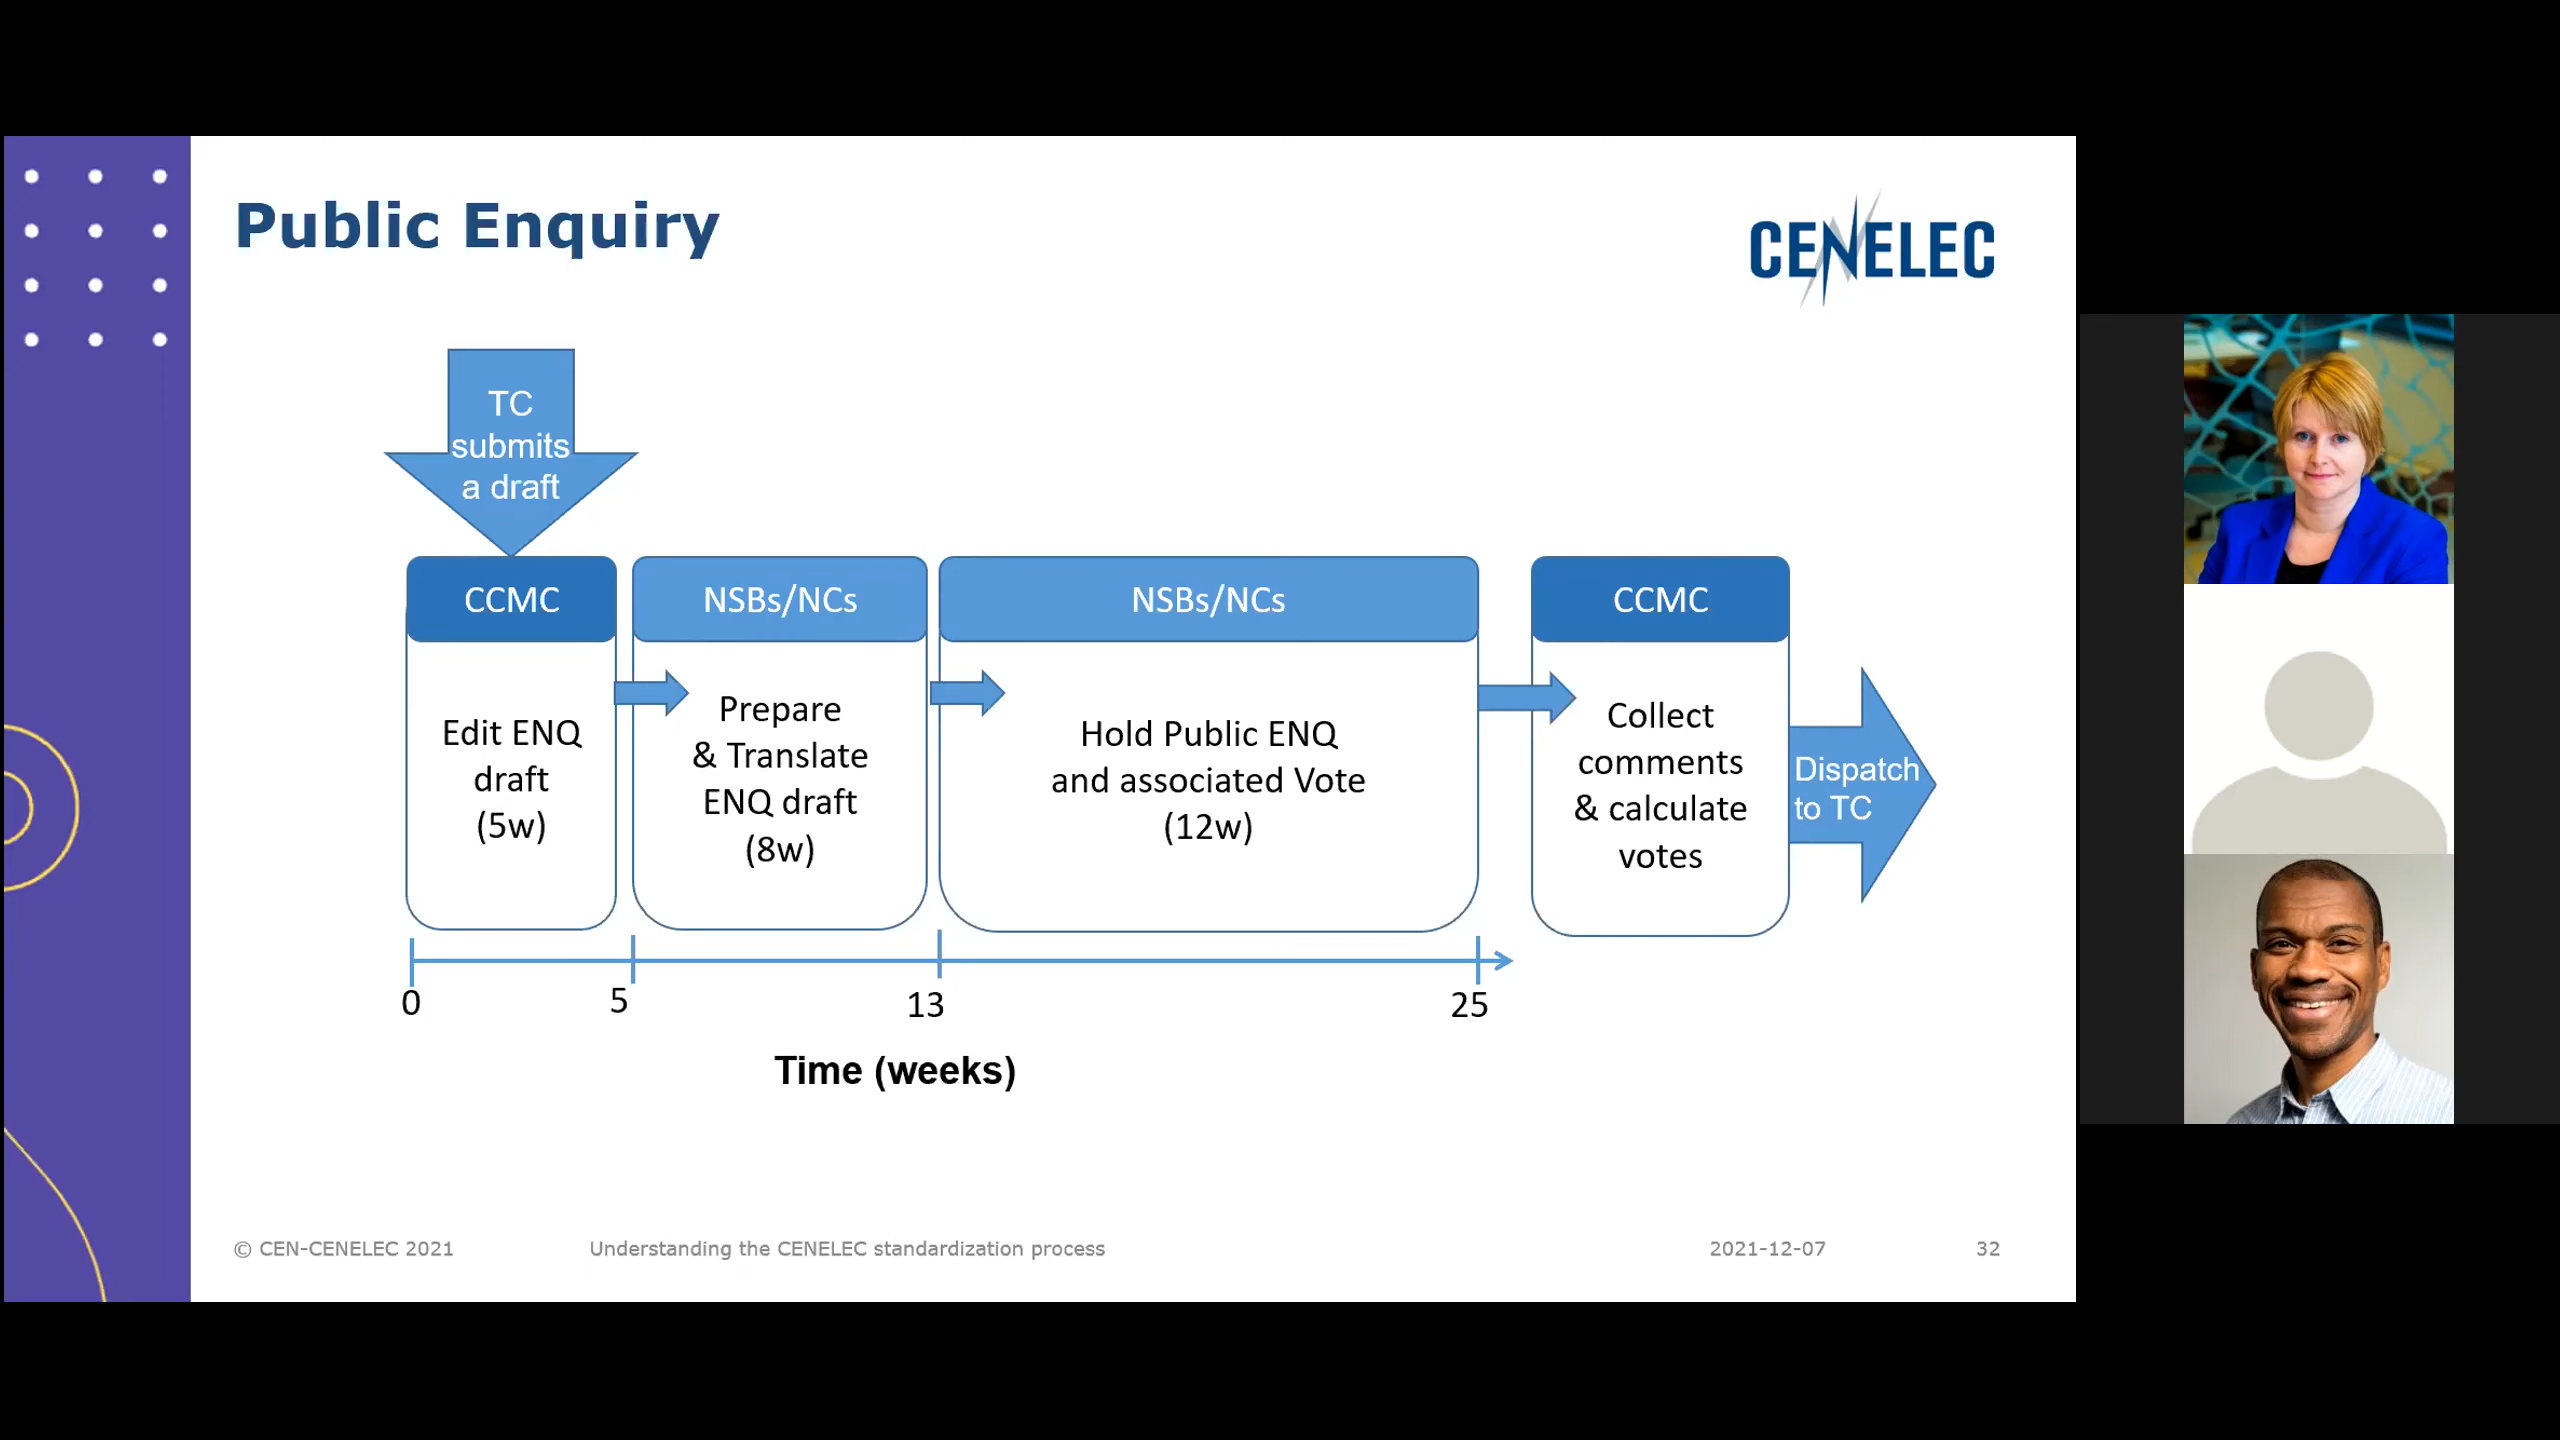 Public Enquiry
CENELEC
TC
submits
a draft
CCMC
Edit ENQ
draft
(5w)
NSBs/NCs
Prepare
& Translate
ENQ draft
(8w)
NSBs/NCs
Hold Public ENQ
and associated Vote
(12w)
CCMC
Collect
comments
& calculate
votes
Dispatch
to TC
0
5
13
25
Time (weeks)
© CEN-CENELEC 2021
Understanding the CENELEC standardization process
2021-12-07
32